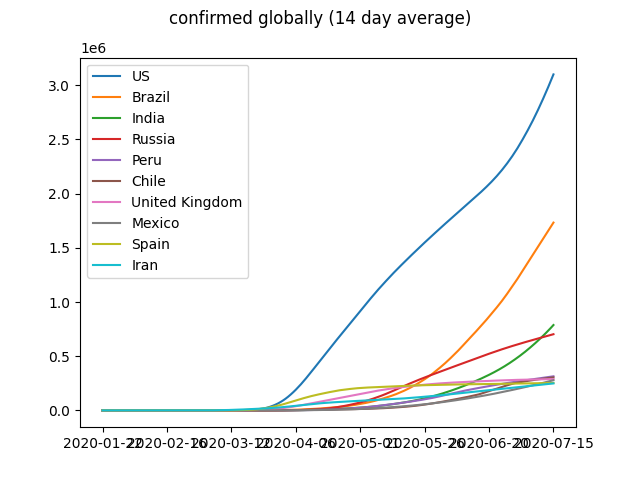 confirmed globally (14 day average)
1e6
3.0
2.5
2.0
1.5
1.0
0.5
0.0
US
Brazil
India
Russia
Peru
Chile
United Kingdom
Mexico
Spain
Iran
2020-01-22 2020-02-16 2020-03-12 2020-04-06 2020-05-01 2020-05-26 2020-06-20 2020-07-15